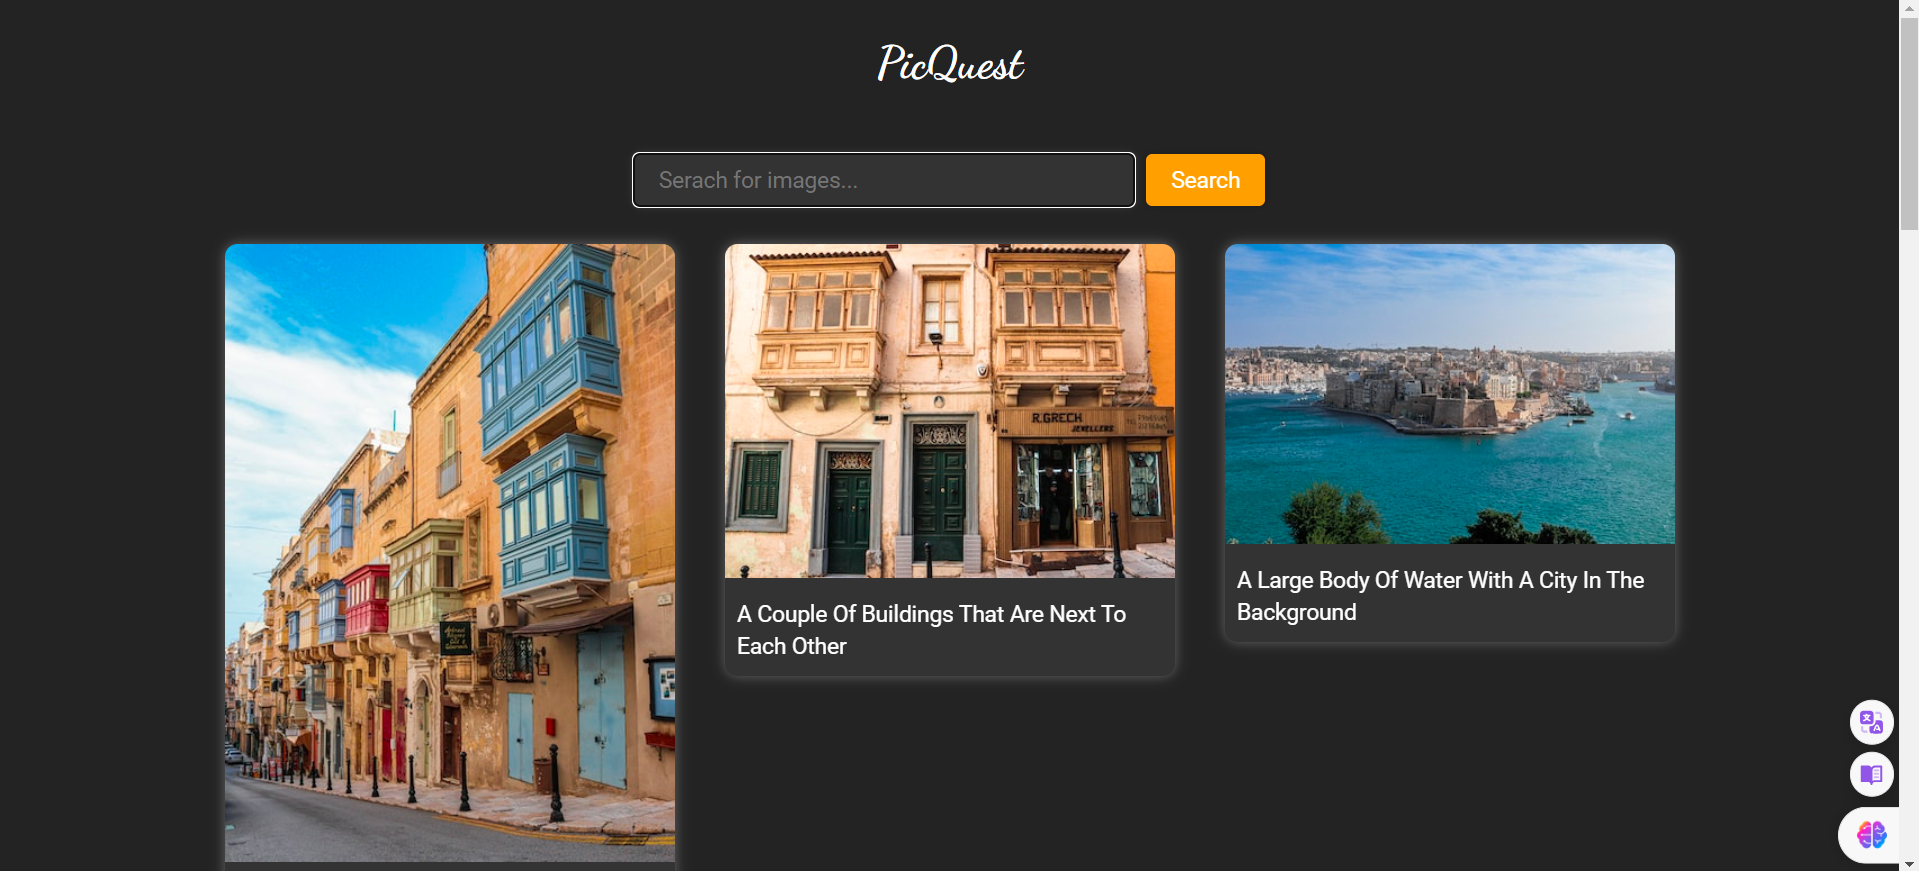 PicQuest
Serach for images...
Search
R.GRECH
JEWELLERS
A Couple Of Buildings That Are Next To
Each Other
A Large Body Of Water With A City In The
Background